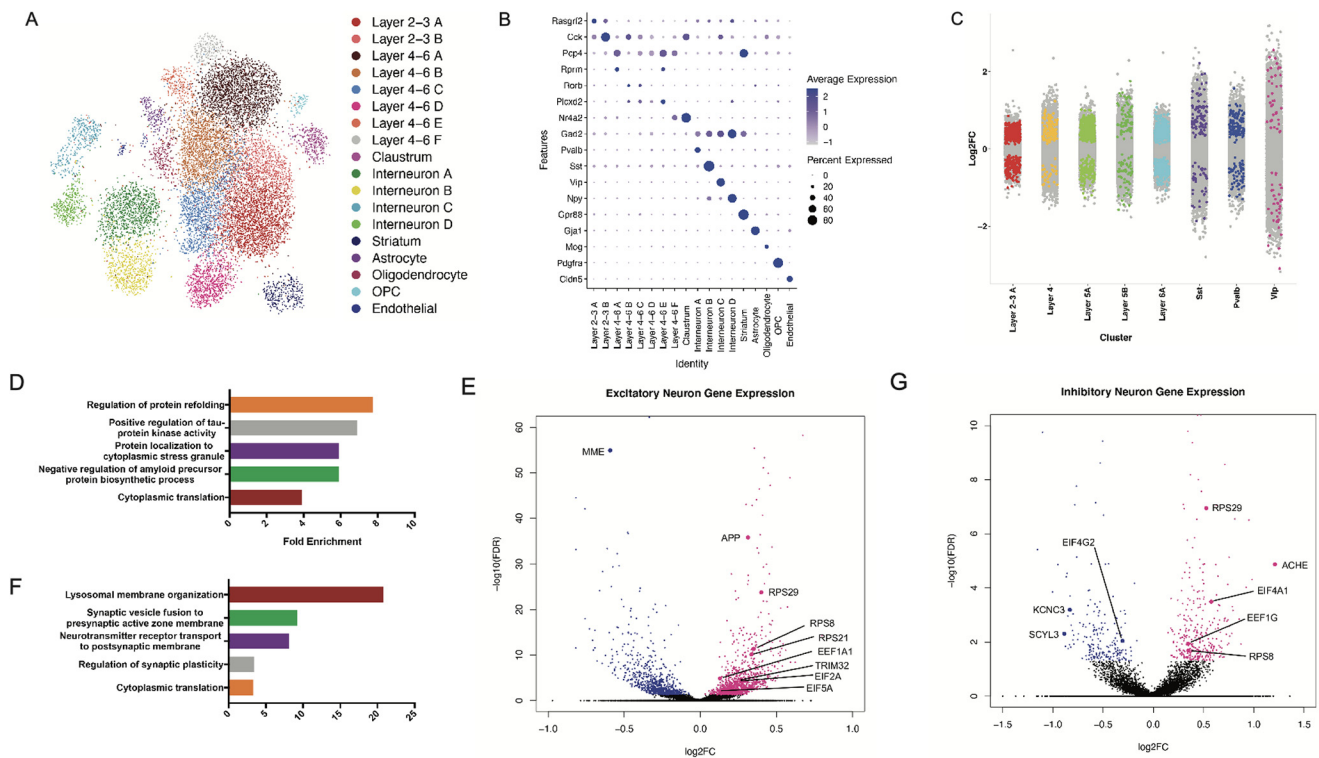 A
Layer 2–3 A
Layer 2–3 B
Layer 4–6 A
Layer 4–6 B
Layer 4–6 C
Layer 4–6 D
Layer 4–6 E
Layer 4–6 F
Claustrum
Interneuron A
Interneuron B
Interneuron C
Interneuron D
Striatum
Astrocyte
Oligodendrocyte
OPC
Endothelial
B
Features
Rasgrf2
Cck
Pcp4
Rprm
Rorb
Plcxd2
Nr4a2
Gad2
Pvalb
Sst
Vip
Npy
Gpr88
Gja1
Mog
Pdgfra
Cldn5
Layer 2–3 A
Layer 2–3 B
Layer 4–6 A
Layer 4–6 B
Layer 4–6 C
Layer 4–6 D
Layer 4–6 E
Layer 4–6 F
Claustrum
Interneuron A
Interneuron B
Interneuron C
Interneuron D
Striatum
Astrocyte
Oligodendrocyte
OPC
Endothelial
Identity
Average Expression
2
1
0
−1
Percent Expressed
0
20
40
60
80
C
Log2FC
2
0
−2
Layer 2–3 A
Layer 4
Layer 5A
Layer 5B
Layer 6A
Sst
Pvalb
Vip
Cluster
D
Regulation of protein refolding
Positive regulation of tau-
protein kinase activity
Protein localization to
cytoplasmic stress granule
Negative regulation of amyloid precursor
protein biosynthetic process
Cytoplasmic translation
0 2 4 6 8 10
Fold Enrichment
E
Excitatory Neuron Gene Expression
−log10(FDR)
60
50
40
30
20
10
0
MME
APP
RPS29
RPS8
RPS21
EEF1A1
TRIM32
EIF2A
EIF5A
−1.0 −0.5 0.0 0.5 1.0
log2FC
F
Lysosomal membrane organization
Synaptic vesicle fusion to
presynaptic active zone membrane
Neurotransmitter receptor transport
to postsynaptic membrane
Regulation of synaptic plasticity
Cytoplasmic translation
0 5 10 15 20 25
G
Inhibitory Neuron Gene Expression
−log10(FDR)
10
8
6
4
2
0
RPS29
EIF4G2
ACHE
EIF4A1
KCNC3
EEF1G
SCYL3
RPS8
−1.5 −1.0 −0.5 0.0 0.5 1.0 1.5
log2FC